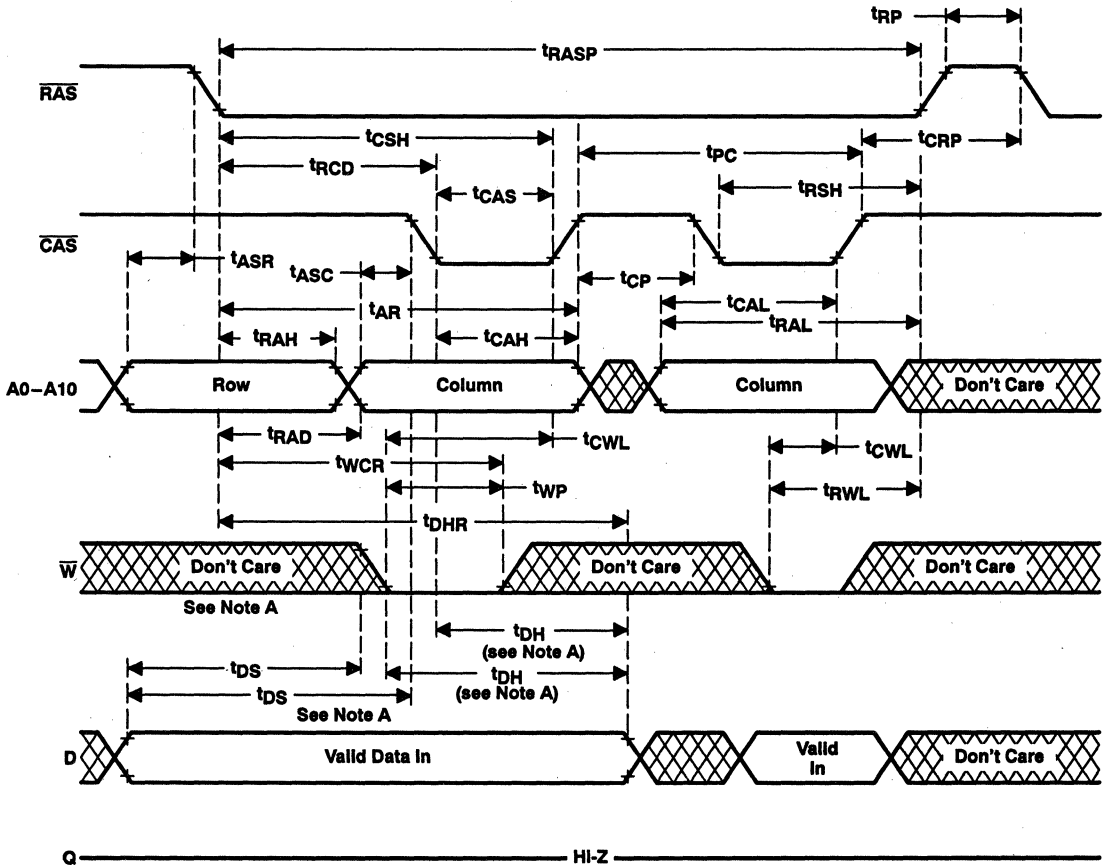 tRP
tRASP
RAS
tCSH
tCRP
tPC
tRCD
tRSH
tCAS
CAS
tASR
tASC
tCP
tCAL
tAR
tRAL
tRAH
tCAH
A0–A10
Row
Column
Column
Don't Care
tRAD
tCWL
tCWL
tWCR
tWP
tRWL
tDHR
W
Don't Care
Don't Care
Don't Care
See Note A
tDH
(see Note A)
tDS
tDH
(see Note A)
tDS
See Note A
D
Valid Data In
Valid
In
Don't Care
Q
HI-Z